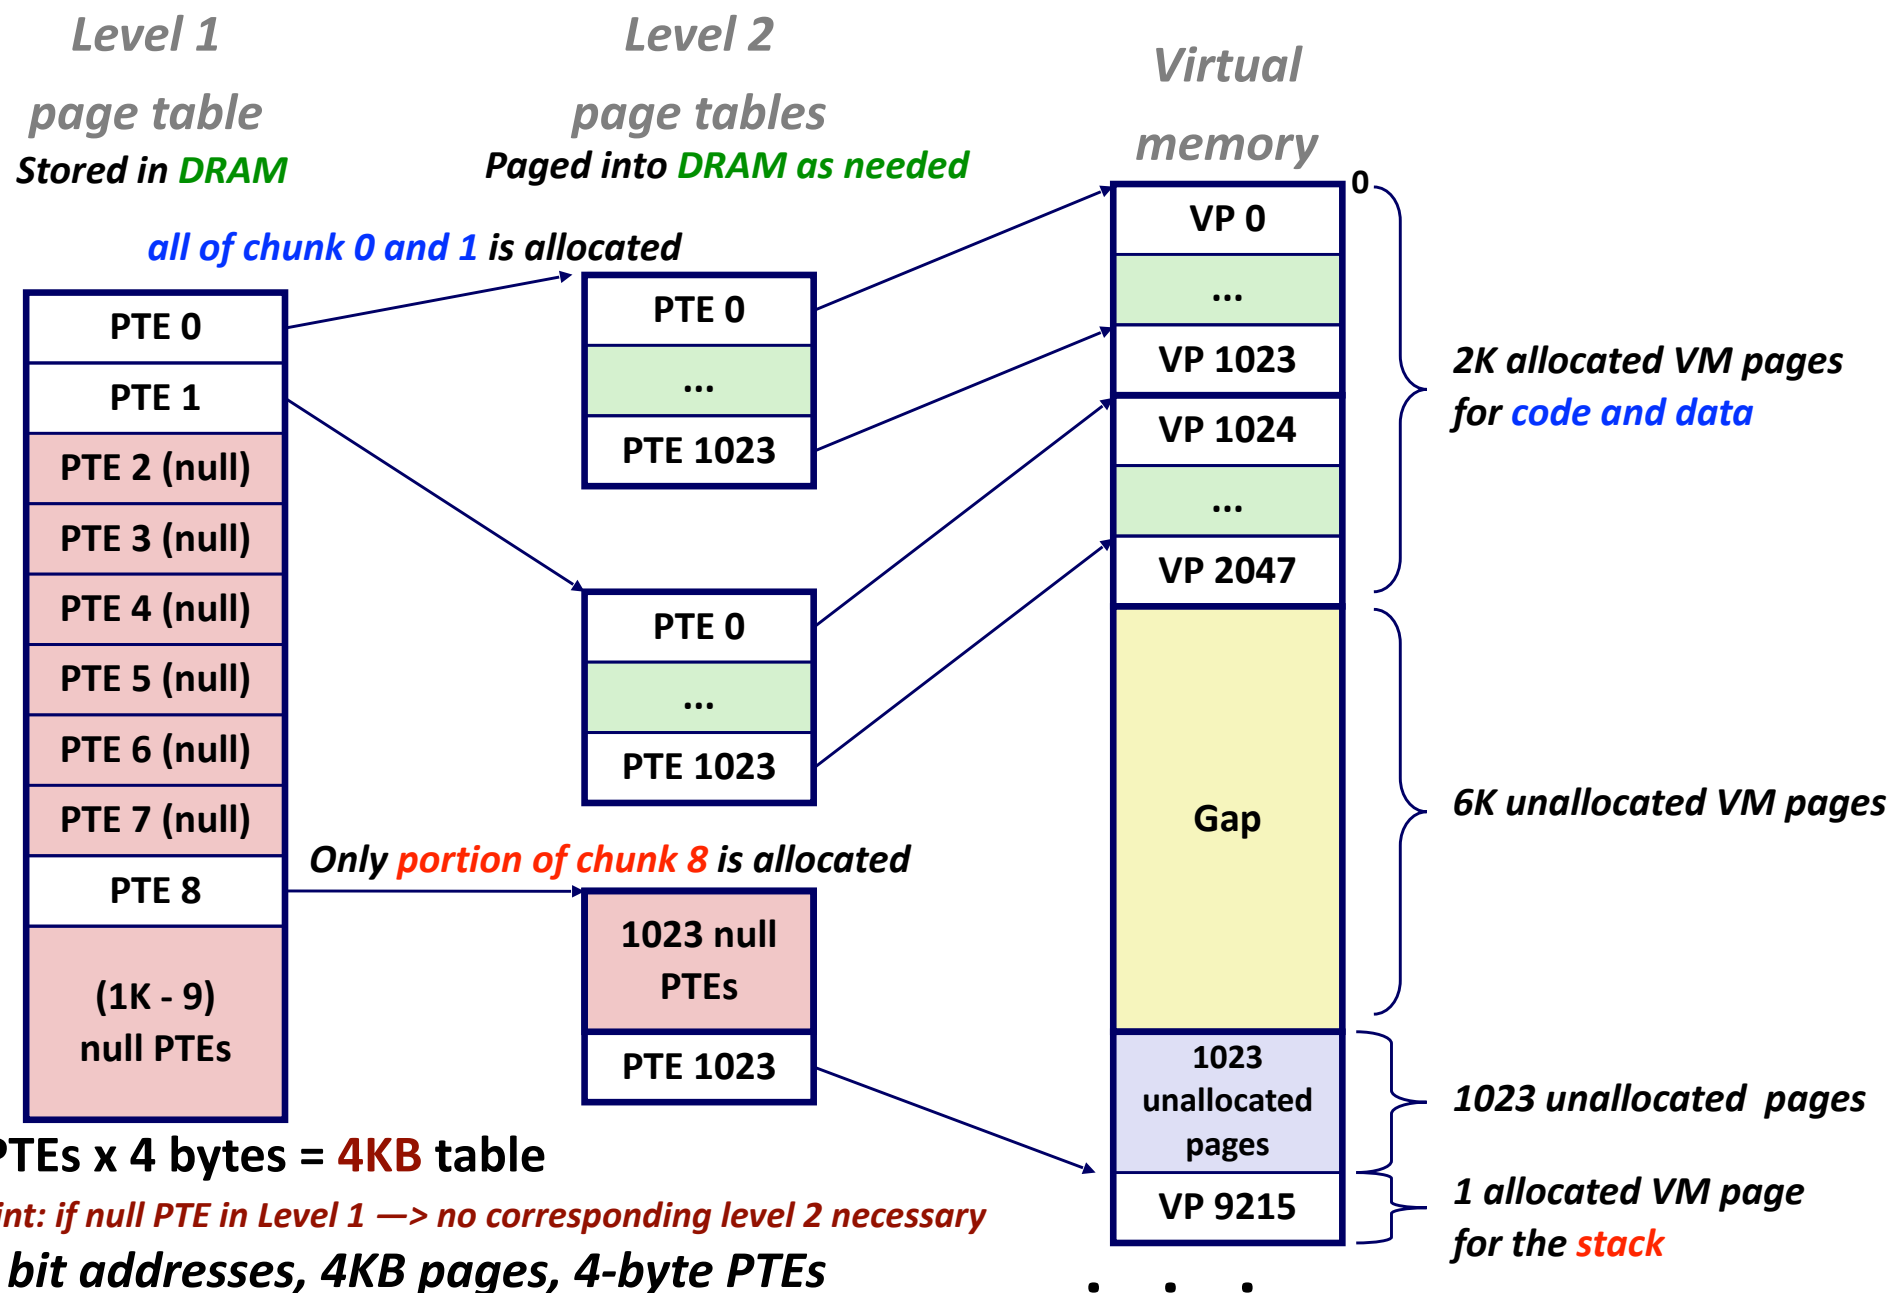 Level 1
page table
Stored in DRAM
Level 2
page tables
Paged into DRAM as needed
Virtual
memory
all of chunk 0 and 1 is allocated
PTE 0
PTE 1
PTE 2 (null)
PTE 3 (null)
PTE 4 (null)
PTE 5 (null)
PTE 6 (null)
PTE 7 (null)
PTE 8
(1K - 9)
null PTEs
PTE 0
...
PTE 1023
PTE 0
...
PTE 1023
Only portion of chunk 8 is allocated
1023 null
PTEs
PTE 1023
0
VP 0
...
VP 1023
VP 1024
...
VP 2047
Gap
1023
unallocated
pages
VP 9215
. . .
2K allocated VM pages
for code and data
6K unallocated VM pages
1023 unallocated pages
1 allocated VM page
for the stack
PTEs x 4 bytes = 4KB table
int: if null PTE in Level 1 —> no corresponding level 2 necessary
bit addresses, 4KB pages, 4-byte PTEs